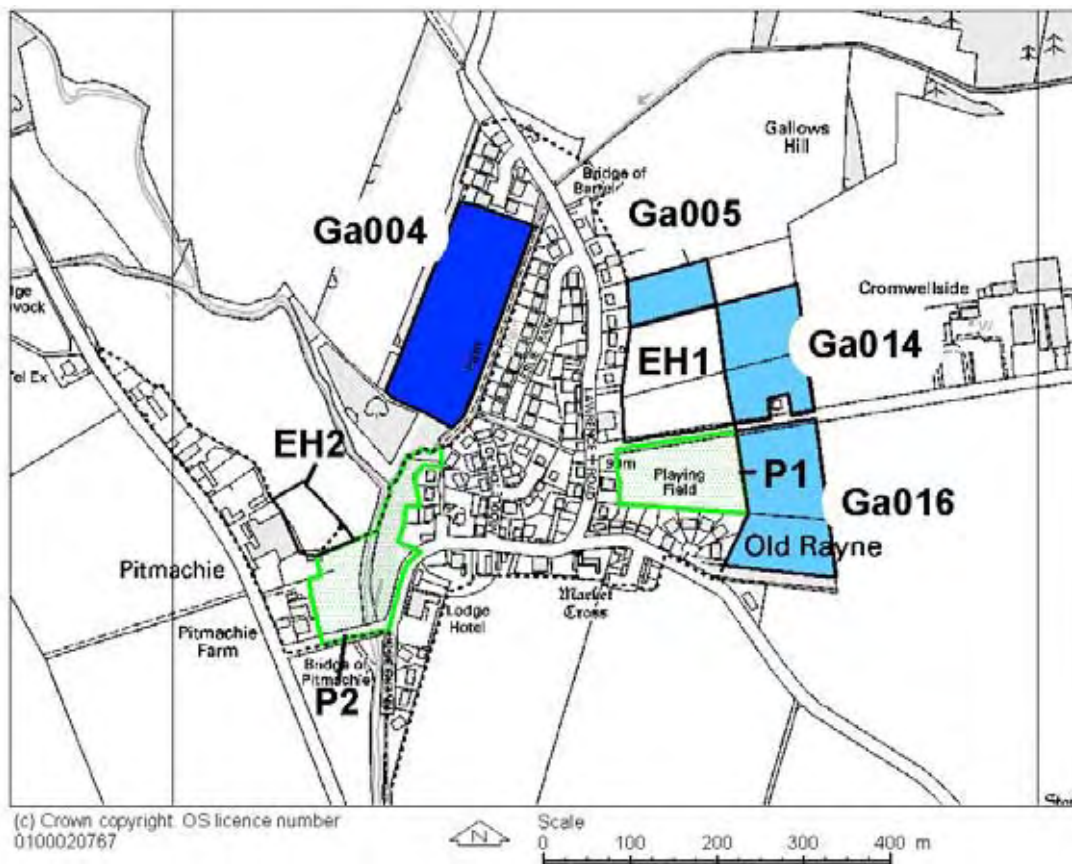 Gallows
Hill
Bridge of
Ga005
Ga004
Cromwellside
Ga014
EH1
EH2
Playing
Field
P1
Ga016
Old Rayne
Pitmachie
Market
Cross
Lodge
Hotel
Pitmachie
Farm
Bridge of
Pitmachie
P2
(c) Crown copyright. OS licence number
0100020767
N
Scale
0 100 200 300 400 m